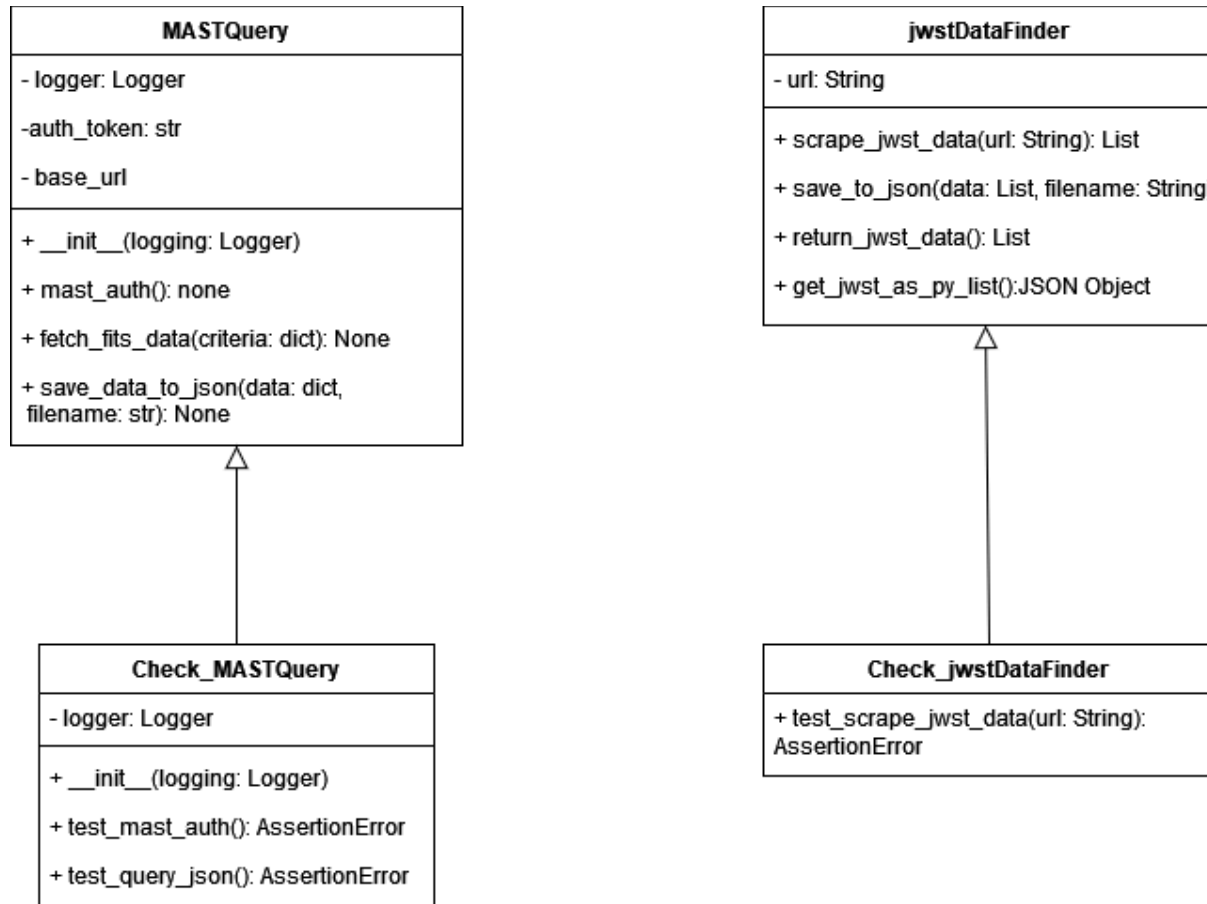 MASTQuery
- logger: Logger
-auth_token: str
- base_url
+ __init__(logging: Logger)
+ mast_auth(): none
+ fetch_fits_data(criteria: dict): None
+ save_data_to_json(data: dict,
filename: str): None
jwstDataFinder
- url: String
+ scrape_jwst_data(url: String): List
+ save_to_json(data: List, filename: String
+ return_jwst_data(): List
+ get_jwst_as_py_list():JSON Object
Check_MASTQuery
- logger: Logger
+ __init__(logging: Logger)
+ test_mast_auth(): AssertionError
+ test_query_json(): AssertionError
Check_jwstDataFinder
+ test_scrape_jwst_data(url: String):
AssertionError